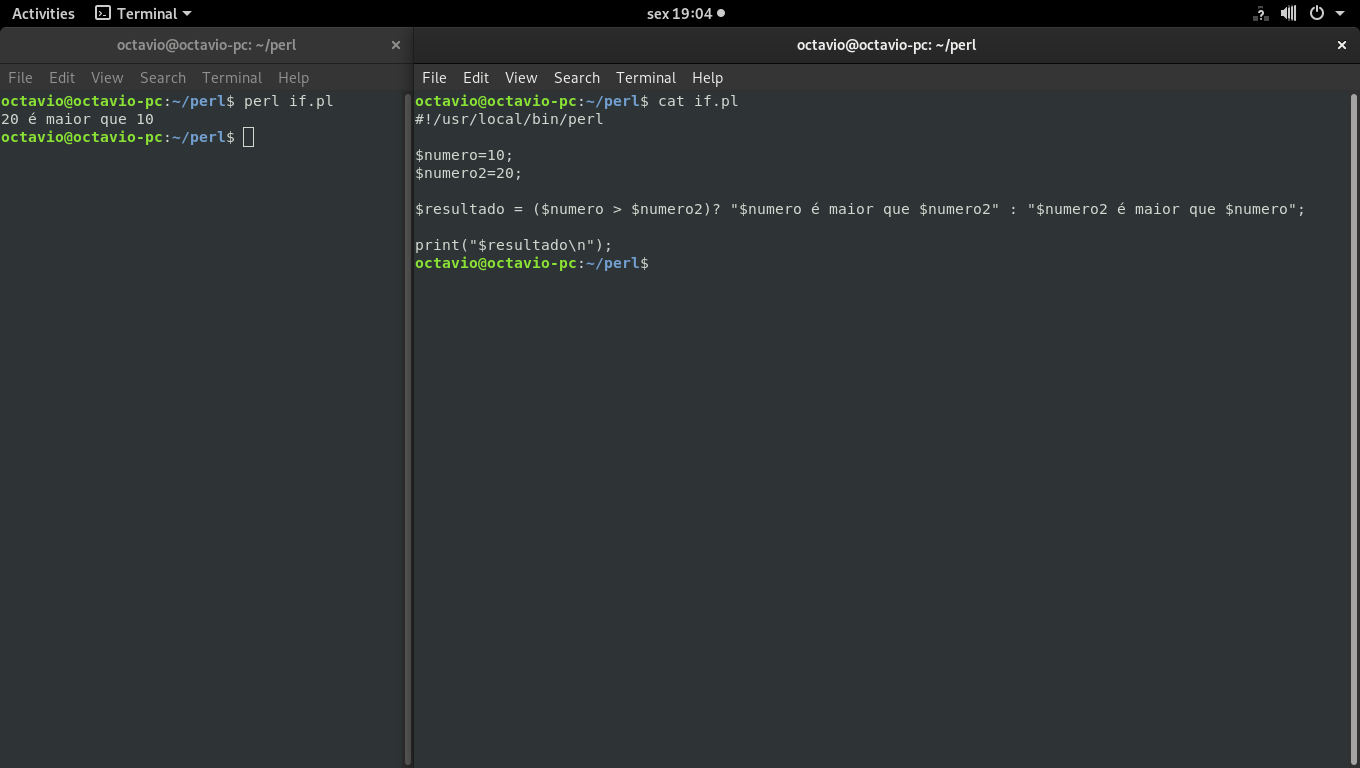 Activities Terminal sex 19:04
octavio@octavio-pc: ~/perl
File Edit View Search Terminal Help
octavio@octavio-pc:~/perl$ perl if.pl
20 é maior que 10
octavio@octavio-pc:~/perl$
octavio@octavio-pc: ~/perl
File Edit View Search Terminal Help
octavio@octavio-pc:~/perl$ cat if.pl
#!/usr/local/bin/perl
$numero=10;
$numero2=20;
$resultado = ($numero > $numero2)? "$numero é maior que $numero2" : "$numero2 é maior que $numero";
print("$resultado\n");
octavio@octavio-pc:~/perl$